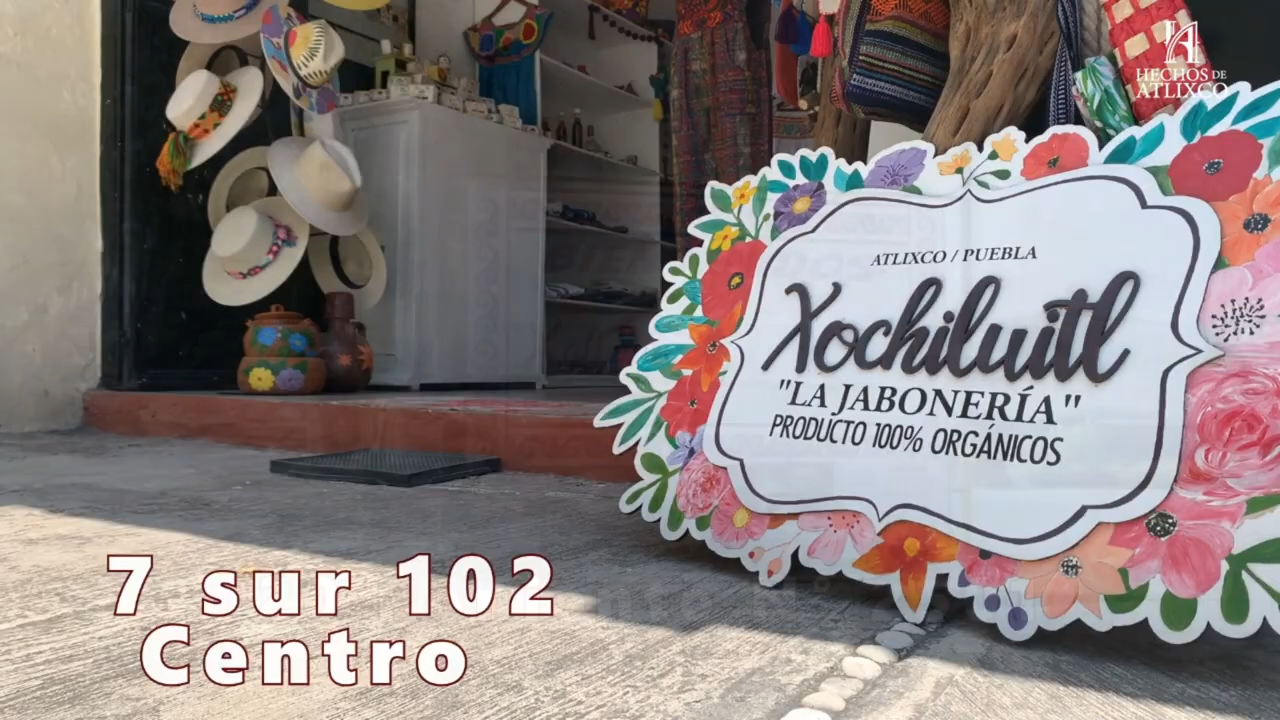 HECHOS DE
ATLIXCO
ATLIXCO / PUEBLA
Xochiluitl
"LA JABONERÍA"
PRODUCTO 100% ORGÁNICOS
7 sur 102
Centro